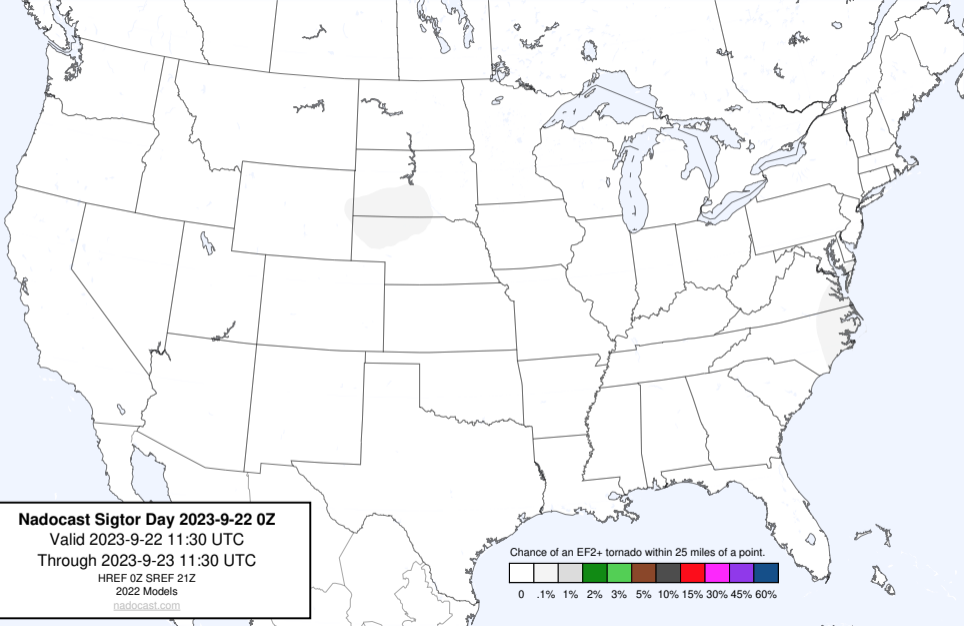 Nadocast Sigtor Day 2023-9-22 0Z
Valid 2023-9-22 11:30 UTC
Through 2023-9-23 11:30 UTC
HREF 0Z SREF 21Z
2022 Models
nadocast.com
Chance of an EF2+ tornado within 25 miles of a point.
0 .1% 1% 2% 3% 5% 10% 15% 30% 45% 60%